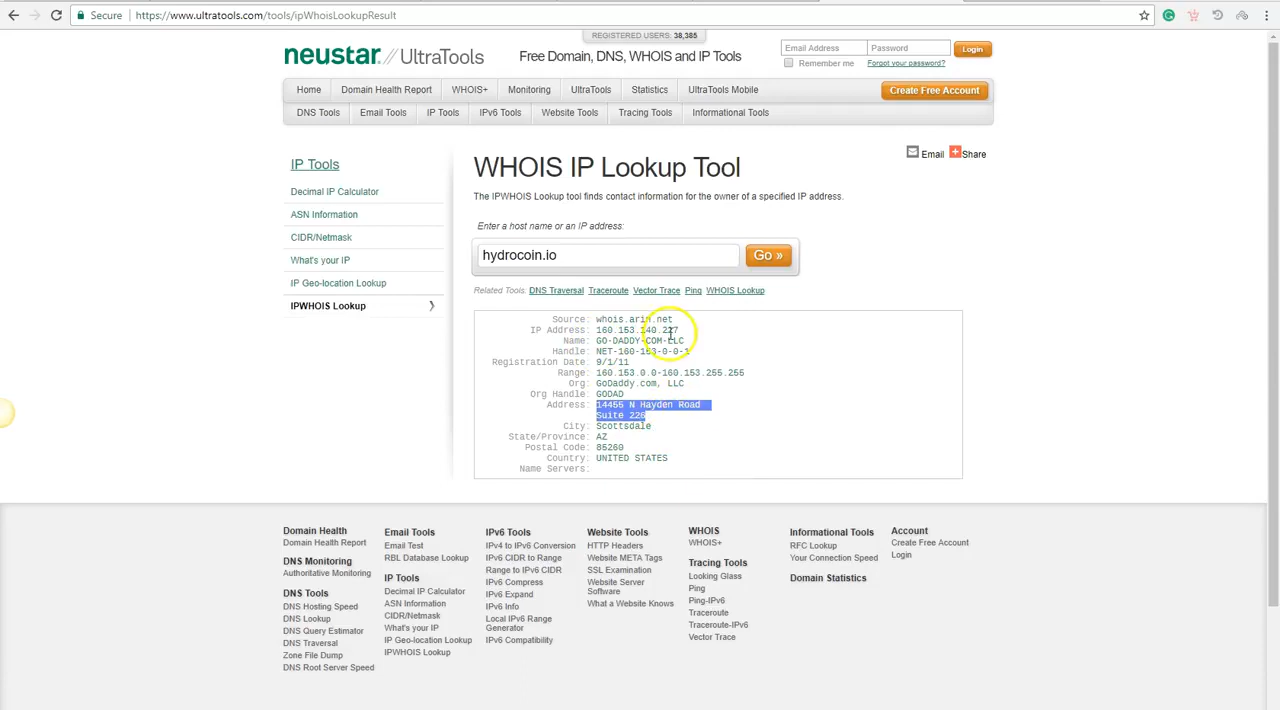 Secure
https://www.ultratools.com/tools/ipWhoisLookupResult
REGISTERED USERS: 38,385
neustar // UltraTools
Free Domain, DNS, WHOIS and IP Tools
Email Address
Password
Login
Remember me
Forgot your password?
Home
Domain Health Report
WHOIS+
Monitoring
UltraTools
Statistics
UltraTools Mobile
Create Free Account
DNS Tools
Email Tools
IP Tools
IPv6 Tools
Website Tools
Tracing Tools
Informational Tools
IP Tools
Decimal IP Calculator
ASN Information
CIDR/Netmask
What's your IP
IP Geo-location Lookup
IPWHOIS Lookup
Email
Share
WHOIS IP Lookup Tool
The IPWHOIS Lookup tool finds contact information for the owner of a specified IP address.
Enter a host name or an IP address:
hydrocoin.io
Go »
Related Tools: DNS Traversal Traceroute Vector Trace Ping WHOIS Lookup
Source: whois.arin.net
IP Address: 160.153.140.227
Name: GO-DADDY-COM-LLC
Handle: NET-160-153-0-0-1
Registration Date: 9/1/11
Range: 160.153.0.0-160.153.255.255
Org: GoDaddy.com, LLC
Org Handle: GODAD
Address: 14455 N Hayden Road
Suite 226
City: Scottsdale
State/Province: AZ
Postal Code: 85260
Country: UNITED STATES
Name Servers:
Domain Health
Domain Health Report
DNS Monitoring
Authoritative Monitoring
DNS Tools
DNS Hosting Speed
DNS Lookup
DNS Query Estimator
DNS Traversal
Zone File Dump
DNS Root Server Speed
Email Tools
Email Test
RBL Database Lookup
IP Tools
Decimal IP Calculator
ASN Information
CIDR/Netmask
What's your IP
IP Geo-location Lookup
IPWHOIS Lookup
IPv6 Tools
IPv4 to IPv6 Conversion
IPv6 CIDR to Range
Range to IPv6 CIDR
IPv6 Compress
IPv6 Expand
IPv6 Info
Local IPv6 Range
Generator
IPv6 Compatibility
Website Tools
HTTP Headers
Website META Tags
SSL Examination
Website Server
Software
What a Website Knows
WHOIS
WHOIS+
Tracing Tools
Looking Glass
Ping
Ping-IPv6
Traceroute
Traceroute-IPv6
Vector Trace
Informational Tools
RFC Lookup
Your Connection Speed
Domain Statistics
Account
Create Free Account
Login